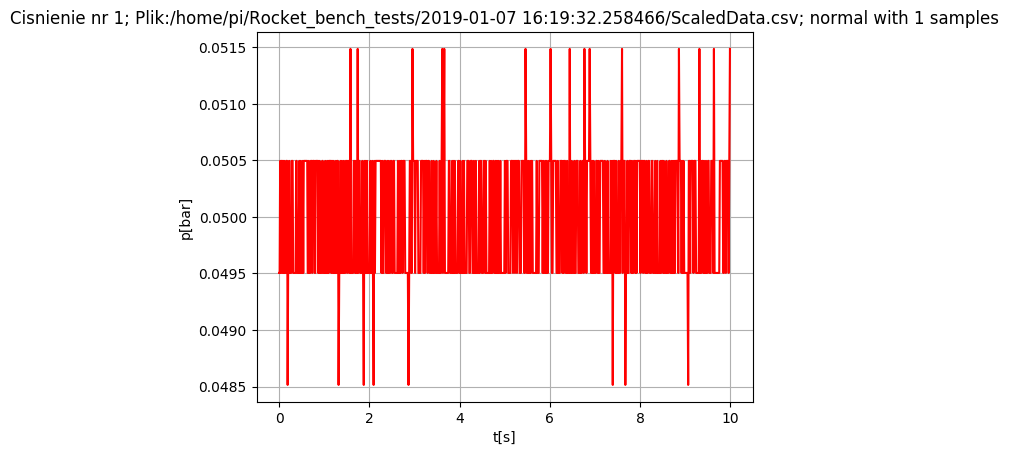 Cisnienie nr 1; Plik:/home/pi/Rocket_bench_tests/2019-01-07 16:19:32.258466/ScaledData.csv; normal with 1 samples
0.0515
0.0510
0.0505
0.0500
0.0495
0.0490
0.0485
p[bar]
0 2 4 6 8 10
t[s]